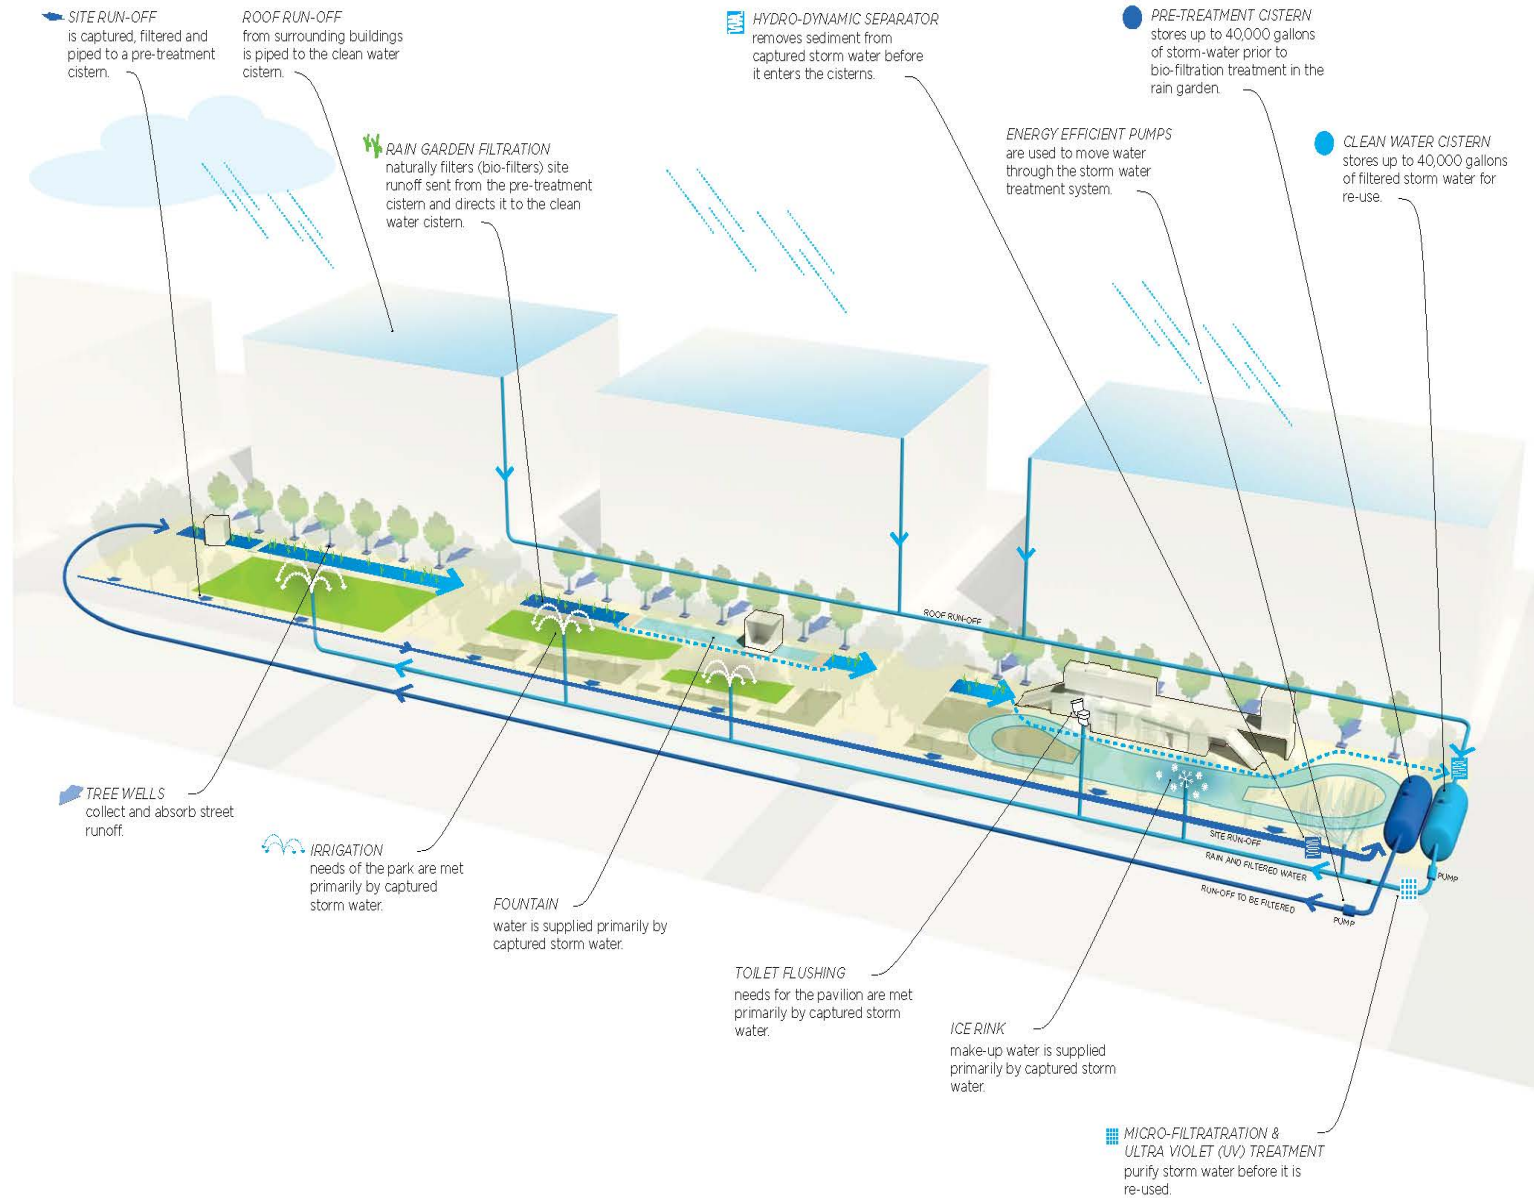 SITE RUN-OFF
is captured, filtered and
piped to a pre-treatment
cistern.
ROOF RUN-OFF
from surrounding buildings
is piped to the clean water
cistern.
HYDRO-DYNAMIC SEPARATOR
removes sediment from
captured storm water before
it enters the cisterns.
PRE-TREATMENT CISTERN
stores up to 40,000 gallons
of storm-water prior to
bio-filtration treatment in the
rain garden.
RAIN GARDEN FILTRATION
naturally filters (bio-filters) site
runoff sent from the pre-treatment
cistern and directs it to the clean
water cistern.
ENERGY EFFICIENT PUMPS
are used to move water
through the storm water
treatment system.
CLEAN WATER CISTERN
stores up to 40,000 gallons
of filtered storm water for
re-use.
ROOF RUN-OFF
SITE RUN-OFF
RAIN AND FILTERED WATER
RUN-OFF TO BE FILTERED
PUMP
PUMP
TREE WELLS
collect and absorb street
runoff.
IRRIGATION
needs of the park are met
primarily by captured
storm water.
FOUNTAIN
water is supplied primarily by
captured storm water.
TOILET FLUSHING
needs for the pavilion are met
primarily by captured storm
water.
ICE RINK
make-up water is supplied
primarily by captured storm
water.
MICRO-FILTRATRATION &
ULTRA VIOLET (UV) TREATMENT
purify storm water before it is
re-used.